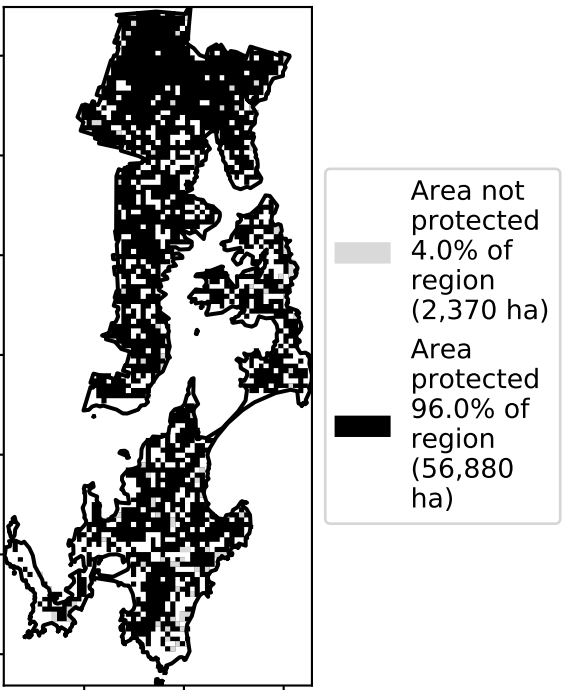 Area not
protected
4.0% of
region
(2,370 ha)
Area
protected
96.0% of
region
(56,880
ha)